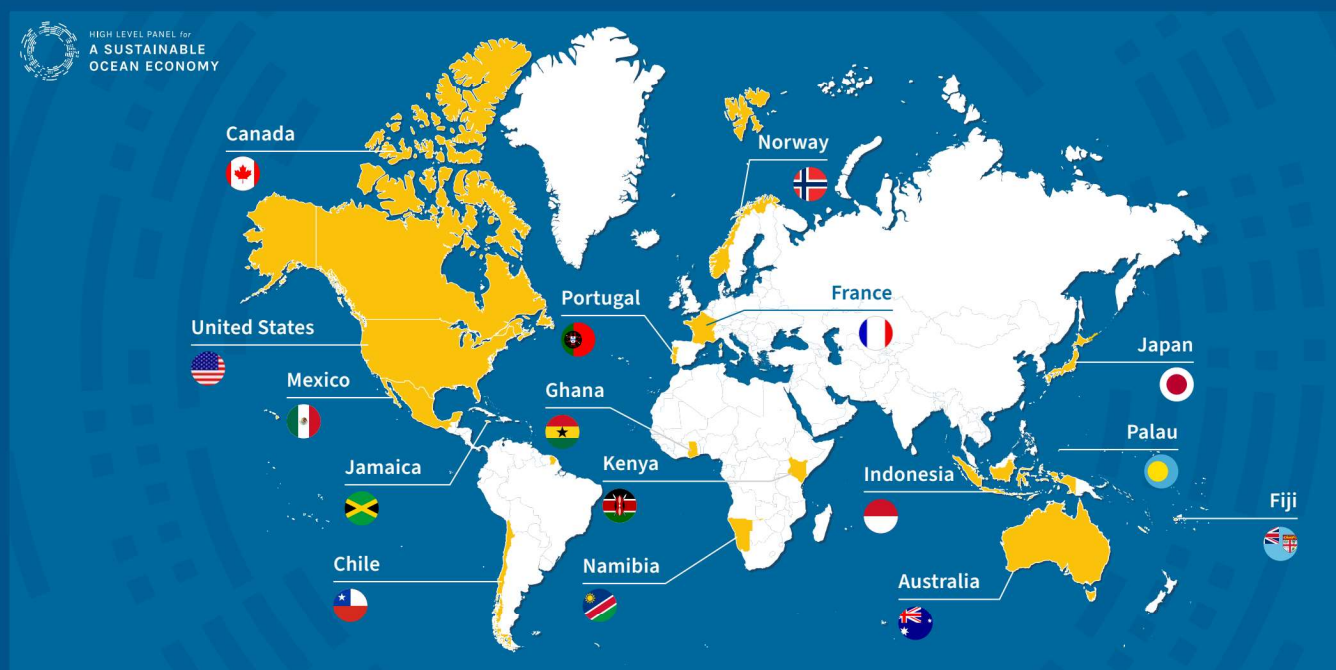 HIGH LEVEL PANEL for
A SUSTAINABLE
OCEAN ECONOMY
Canada
Norway
Portugal
France
United States
Japan
Mexico
Ghana
Palau
Jamaica
Kenya
Indonesia
Fiji
Chile
Namibia
Australia